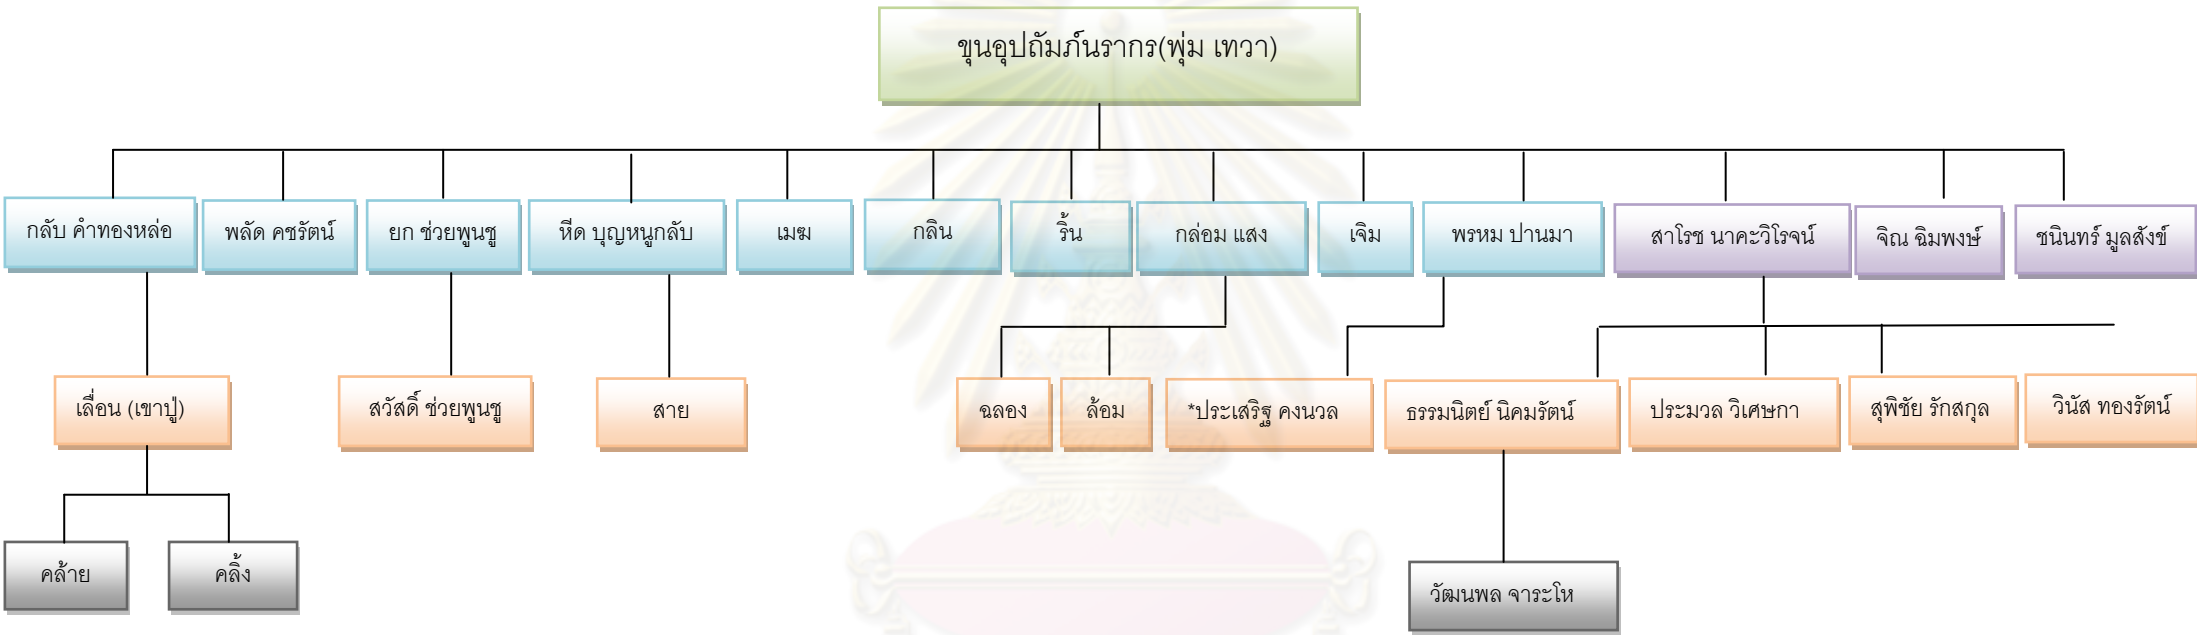 ขุนอุปถัมภ์นรากร(พุ่ม เทวา)
กลับ คำทองหล่อ
พลัด คชรัตน์
ยก ช่วยพูนชู
หีด บุญหนูกลับ
เมฆ
กลิน
ริ้น
กล่อม แสง
เจิม
พรหม ปานมา
สาโรช นาคะวิโรจน์
จิณ ฉิมพงษ์
ชนินทร์ มูลสังข์
เลื่อน (เขาปู่)
สวัสดิ์ ช่วยพูนชู
สาย
ฉลอง
ล้อม
*ประเสริฐ คงนวล
ธรรมนิตย์ นิคมรัตน์
ประมวล วิเศษกา
สุพิชัย รักสกุล
วินัส ทองรัตน์
คล้าย
คลิ้ง
วัฒนพล จาระโห